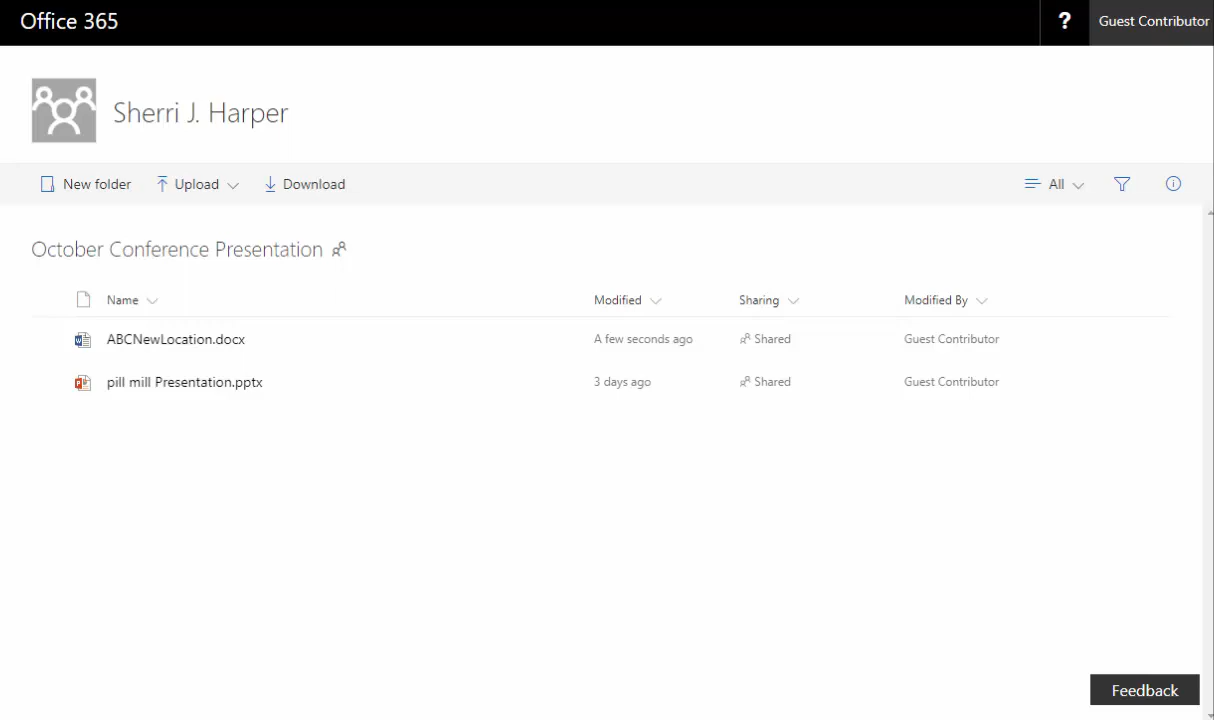 Office 365 ? Guest Contributor
Sherri J. Harper
New folder Upload Download All
October Conference Presentation
Name Modified Sharing Modified By
ABCNewLocation.docx A few seconds ago Shared Guest Contributor
pill mill Presentation.pptx 3 days ago Shared Guest Contributor
Feedback